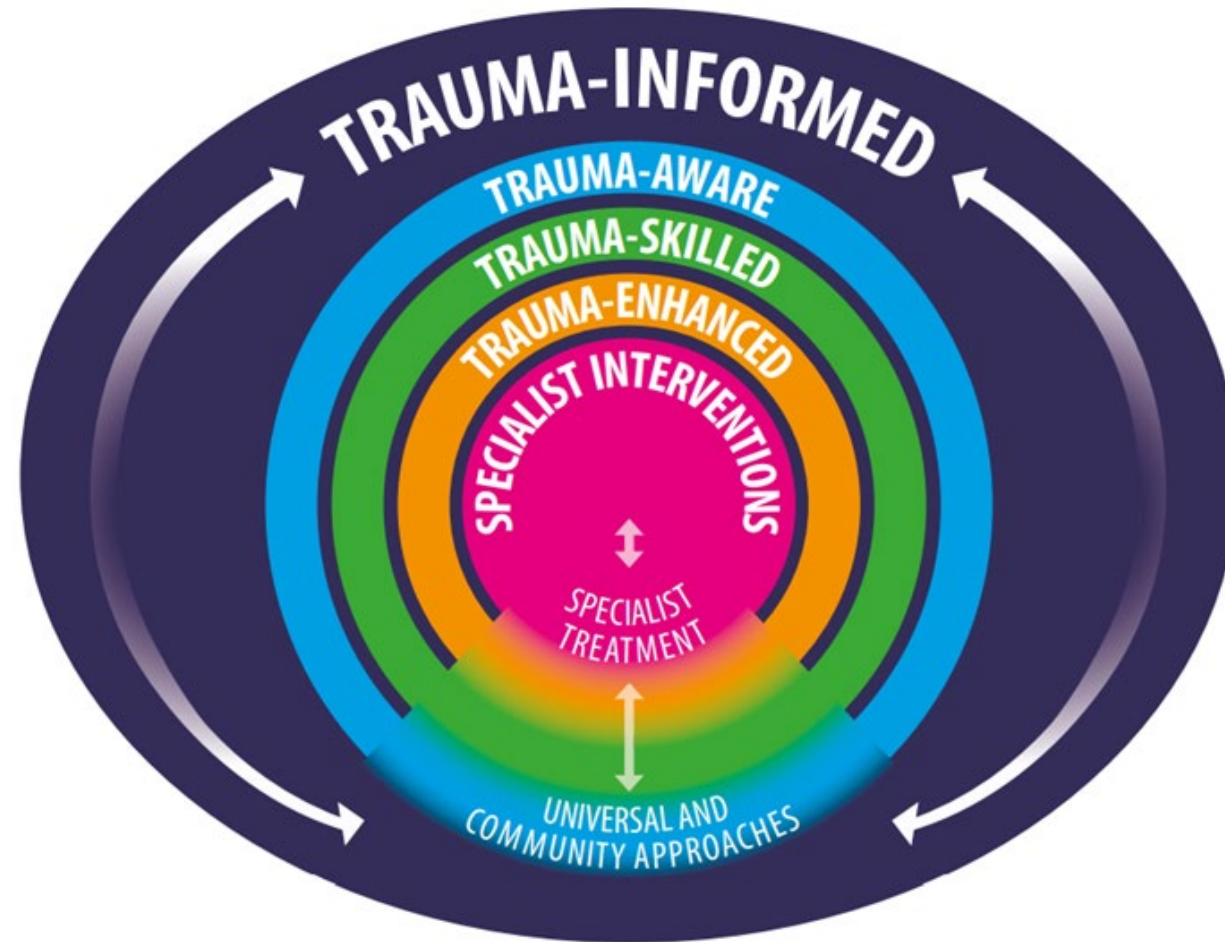 TRAUMA-INFORMED
TRAUMA-AWARE
TRAUMA-SKILLED
TRAUMA-ENHANCED
SPECIALIST INTERVENTIONS
SPECIALIST
TREATMENT
UNIVERSAL AND
COMMUNITY APPROACHES